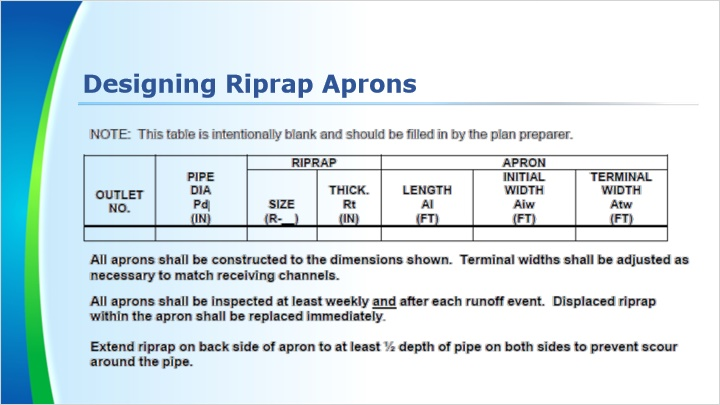 Designing Riprap Aprons
NOTE: This table is intentionally blank and should be filled in by the plan preparer.
RIPRAP APRON
OUTLET NO. PIPE DIA Pd (IN) SIZE (R-__) THICK. Rt (IN) LENGTH Al (FT) INITIAL WIDTH Aiw (FT) TERMINAL WIDTH Atw (FT)
All aprons shall be constructed to the dimensions shown. Terminal widths shall be adjusted as
necessary to match receiving channels.
All aprons shall be inspected at least weekly and after each runoff event. Displaced riprap
within the apron shall be replaced immediately.
Extend riprap on back side of apron to at least ½ depth of pipe on both sides to prevent scour
around the pipe.